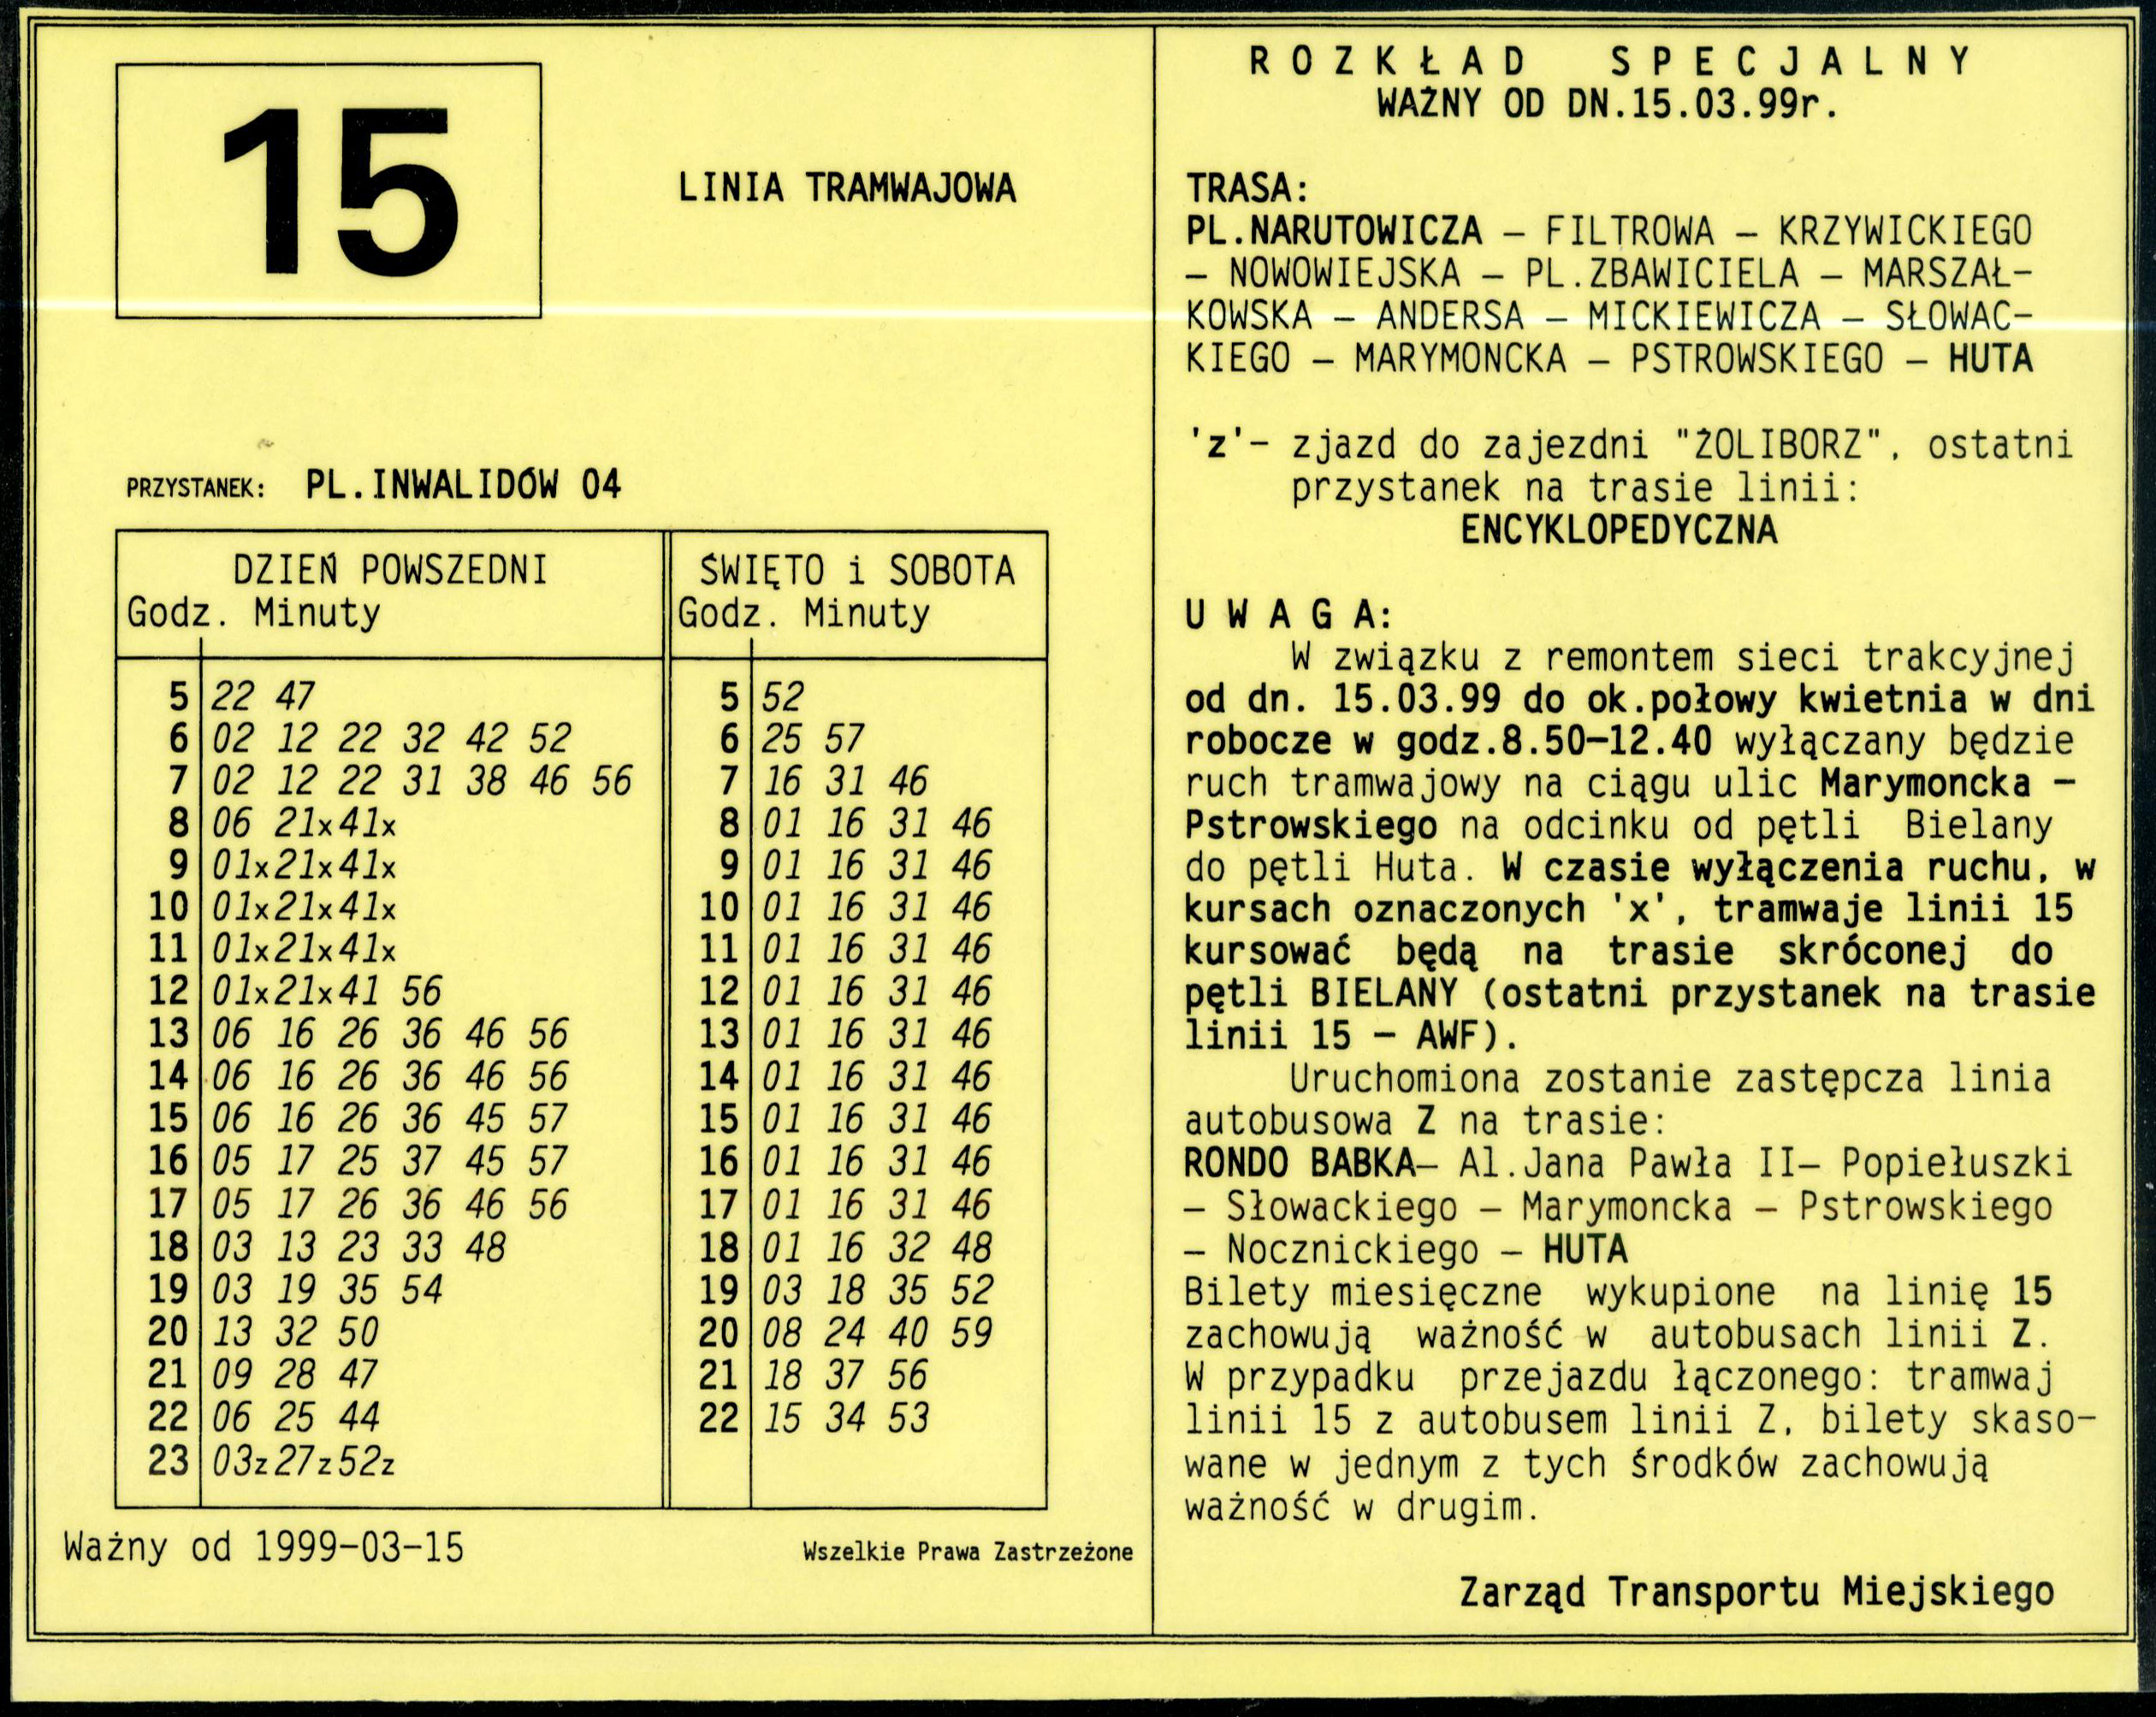 15
LINIA TRAMWAJOWA
PRZYSTANEK: PL.INWALIDÓW 04
DZIEŃ POWSZEDNI
Godz. Minuty
5 22 47
6 02 12 22 32 42 52
7 02 12 22 31 38 46 56
8 06 21x41x
9 01x21x41x
10 01x21x41x
11 01x21x41x
12 01x21x41 56
13 06 16 26 36 46 56
14 06 16 26 36 46 56
15 06 16 26 36 45 57
16 05 17 25 37 45 57
17 05 17 26 36 46 56
18 03 13 23 33 48
19 03 19 35 54
20 13 32 50
21 09 28 47
22 06 25 44
23 03z27z52z
ŚWIĘTO i SOBOTA
Godz. Minuty
5 52
6 25 57
7 16 31 46
8 01 16 31 46
9 01 16 31 46
10 01 16 31 46
11 01 16 31 46
12 01 16 31 46
13 01 16 31 46
14 01 16 31 46
15 01 16 31 46
16 01 16 31 46
17 01 16 31 46
18 01 16 32 48
19 03 18 35 52
20 08 24 40 59
21 18 37 56
22 15 34 53
Ważny od 1999-03-15
Wszelkie Prawa Zastrzeżone
ROZKŁAD SPECJALNY
WAŻNY OD DN.15.03.99r.
TRASA:
PL.NARUTOWICZA – FILTROWA – KRZYWICKIEGO
– NOWOWIEJSKA – PL.ZBAWICIELA – MARSZAŁ-
KOWSKA – ANDERSA – MICKIEWICZA – SŁOWAC-
KIEGO – MARYMONCKA – PSTROWSKIEGO – HUTA
'z'- zjazd do zajezdni "ŻOLIBORZ", ostatni
przystanek na trasie linii:
ENCYKLOPEDYCZNA
U W A G A:
W związku z remontem sieci trakcyjnej
od dn. 15.03.99 do ok.połowy kwietnia w dni
robocze w godz.8.50–12.40 wyłączany będzie
ruch tramwajowy na ciągu ulic Marymoncka –
Pstrowskiego na odcinku od pętli Bielany
do pętli Huta. W czasie wyłączenia ruchu, w
kursach oznaczonych 'x', tramwaje linii 15
kursować będą na trasie skróconej do
pętli BIELANY (ostatni przystanek na trasie
linii 15 – AWF).
Uruchomiona zostanie zastępcza linia
autobusowa Z na trasie:
RONDO BABKA– Al.Jana Pawła II– Popiełuszki
– Słowackiego – Marymoncka – Pstrowskiego
– Nocznickiego – HUTA
Bilety miesięczne wykupione na linię 15
zachowują ważność w autobusach linii Z.
W przypadku przejazdu łączonego: tramwaj
linii 15 z autobusem linii Z, bilety skaso-
wane w jednym z tych środków zachowują
ważność w drugim.
Zarząd Transportu Miejskiego